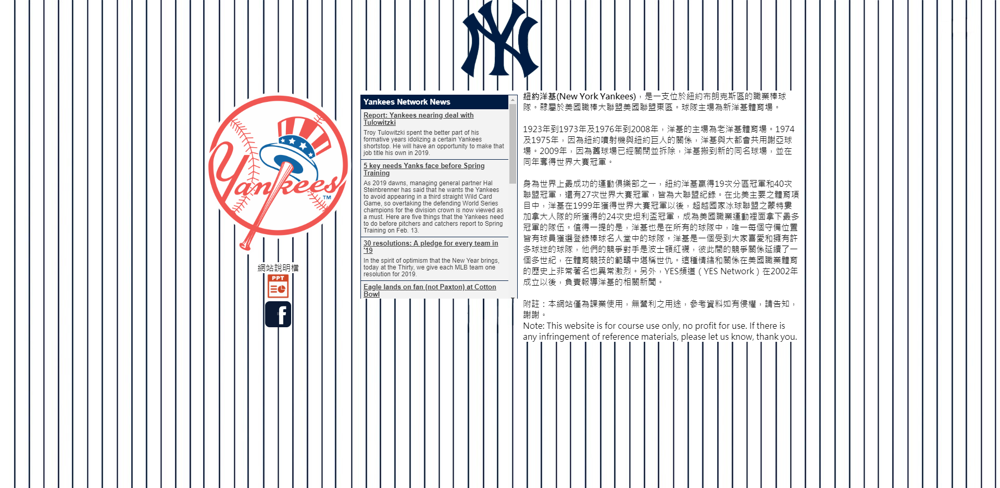 NY
Yankees
TM
網站說明檔
PPT
f
Yankees Network News
Report: Yankees nearing deal with
Tulowitzki
Troy Tulowitzki spent the better part of his
formative years idolizing a certain Yankees
shortstop. He will have an opportunity to make that
job title his own in 2019.
5 key needs Yanks face before Spring
Training
As 2019 dawns, managing general partner Hal
Steinbrenner has said that he wants the Yankees
to avoid appearing in a third straight Wild Card
Game, so overtaking the defending World Series
champions for the division crown is now viewed as
a must. Here are five things that the Yankees need
to do before pitchers and catchers report to Spring
Training on Feb. 13.
30 resolutions: A pledge for every team in
'19
In the spirit of optimism that the New Year brings,
today at the Thirty, we give each MLB team one
resolution for 2019.
Eagle lands on fan (not Paxton) at Cotton
Bowl
紐約洋基(New York Yankees)，是一支位於紐約布朗克斯區的職業棒球
隊。隸屬於美國職棒大聯盟美國聯盟東區。球隊主場為新洋基體育場。
1923年到1973年及1976年到2008年，洋基的主場為老洋基體育場。1974
及1975年，因為紐約噴射機與紐約巨人的關係，洋基與大都會共用謝亞球
場。2009年，因為舊球場已經關閉並拆除，洋基搬到新的同名球場，並在
同年奪得世界大賽冠軍。
身為世界上最成功的運動俱樂部之一，紐約洋基贏得19次分區冠軍和40次
聯盟冠軍，還有27次世界大賽冠軍，皆為大聯盟紀錄。在北美主要之體育項
目中，洋基在1999年獲得世界大賽冠軍以後，超越國家冰球聯盟之蒙特婁
加拿大人隊的所獲得的24次史坦利盃冠軍，成為美國職業運動裡面拿下最多
冠軍的隊伍。值得一提的是，洋基也是在所有的球隊中，唯一每個守備位置
皆有球員獲選登錄棒球名人堂中的球隊。洋基是一個受到大家喜愛和擁有許
多球迷的球隊，他們的競爭對手是波士頓紅襪，彼此間的競爭關係延續了一
個多世紀，在體育競技的範疇中堪稱世仇。這種情緒和關係在美國職業體育
的歷史上非常著名也異常激烈。另外，YES頻道（YES Network）在2002年
成立以後，負責報導洋基的相關新聞。
附註：本網站僅為課業使用，無營利之用途，參考資料如有侵權，請告知，
謝謝。
Note: This website is for course use only, no profit for use. If there is
any infringement of reference materials, please let us know, thank you.